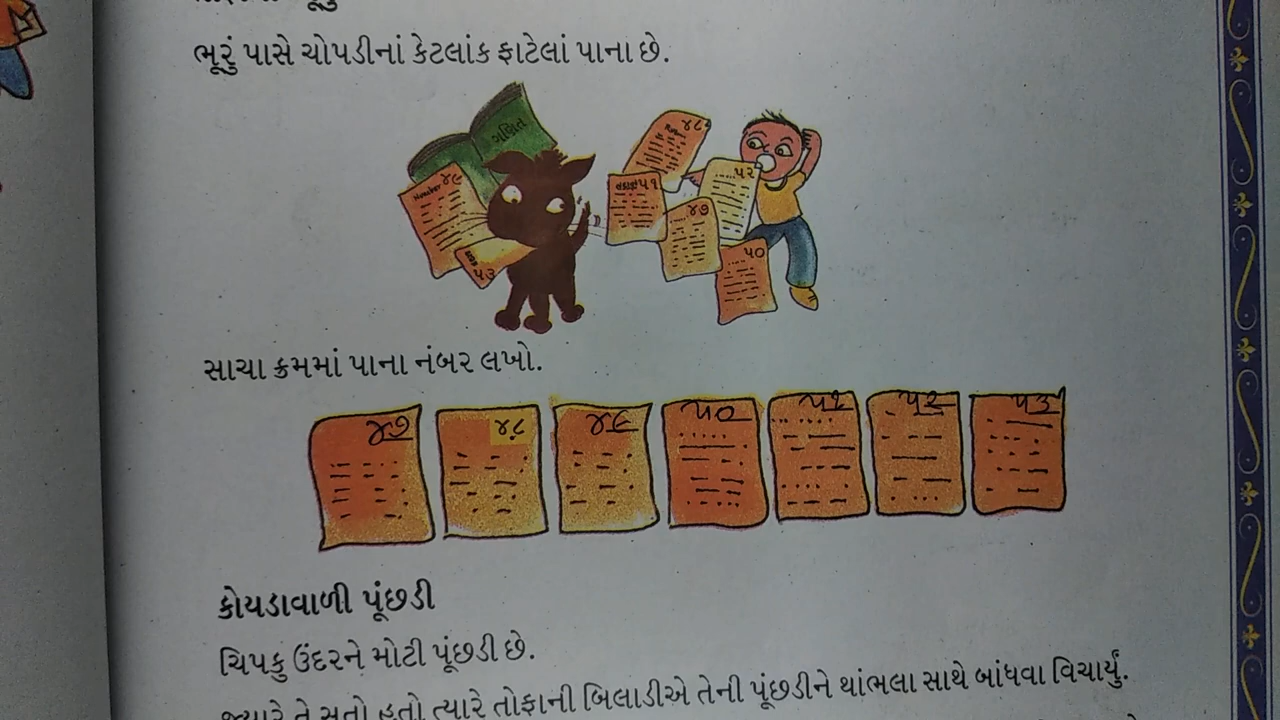 ભૂરું પાસે ચોપડીનાં કેટલાંક ફાટેલાં પાના છે.
ગણિત
Number ૪૯
૫૩
૪૮
૫૧
૫૨
૪૭
૫૦
સાચા ક્રમમાં પાના નંબર લખો.
૪૭ ૪૮ ૪૯ ૫૦ ૫૧ ૫૨ ૫૩
કોયડાવાળી પૂંછડી
ચિપકુ ઉંદરને મોટી પૂંછડી છે.
જ્યારે તે સૂતો હતો ત્યારે તોફાની બિલાડીએ તેની પૂંછડીને થાંભલા સાથે બાંધવા વિચાર્યું.